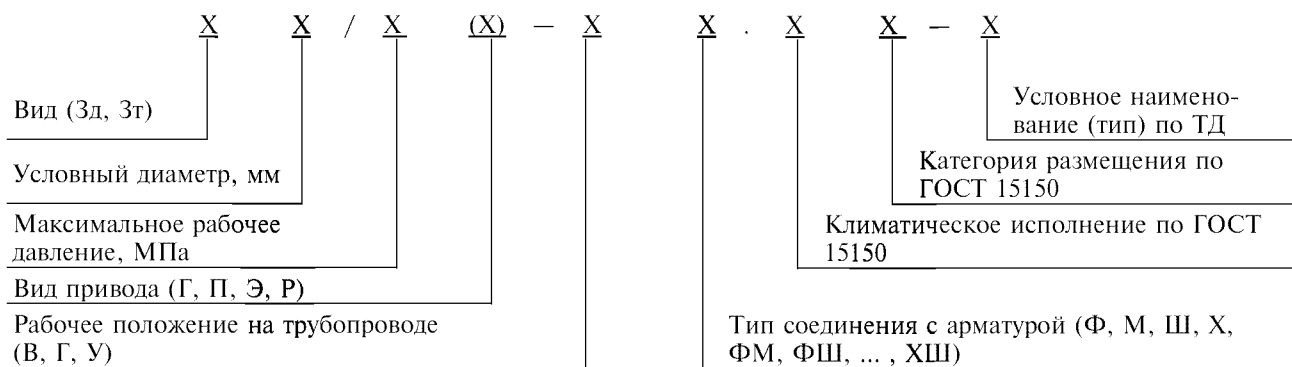 X X / X (X) — X X . X X — X
Вид (Зд, Зт)
Условное наимено-
вание (тип) по ТД
Условный диаметр, мм
Категория размещения по
ГОСТ 15150
Максимальное рабочее
давление, МПа
Климатическое исполнение по ГОСТ
15150
Вид привода (Г, П, Э, Р)
Рабочее положение на трубопроводе
(В, Г, У)
Тип соединения с арматурой (Ф, М, Ш, Х,
ФМ, ФШ, ... , ХШ)